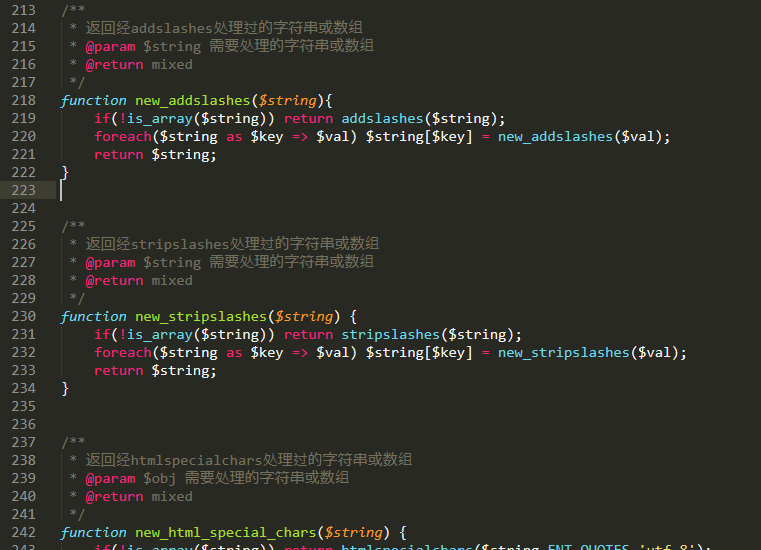 213 /**
214  * 返回经addslashes处理过的字符串或数组
215  * @param $string 需要处理的字符串或数组
216  * @return mixed
217  */
218 function new_addslashes($string){
219     if(!is_array($string)) return addslashes($string);
220     foreach($string as $key => $val) $string[$key] = new_addslashes($val);
221     return $string;
222 }
223
224
225 /**
226  * 返回经stripslashes处理过的字符串或数组
227  * @param $string 需要处理的字符串或数组
228  * @return mixed
229  */
230 function new_stripslashes($string) {
231     if(!is_array($string)) return stripslashes($string);
232     foreach($string as $key => $val) $string[$key] = new_stripslashes($val);
233     return $string;
234 }
235
236
237 /**
238  * 返回经htmlspecialchars处理过的字符串或数组
239  * @param $obj 需要处理的字符串或数组
240  * @return mixed
241  */
242 function new_html_special_chars($string) {
243     if(!is_array($string)) return htmlspecialchars($string,ENT_QUOTES,'utf-8');